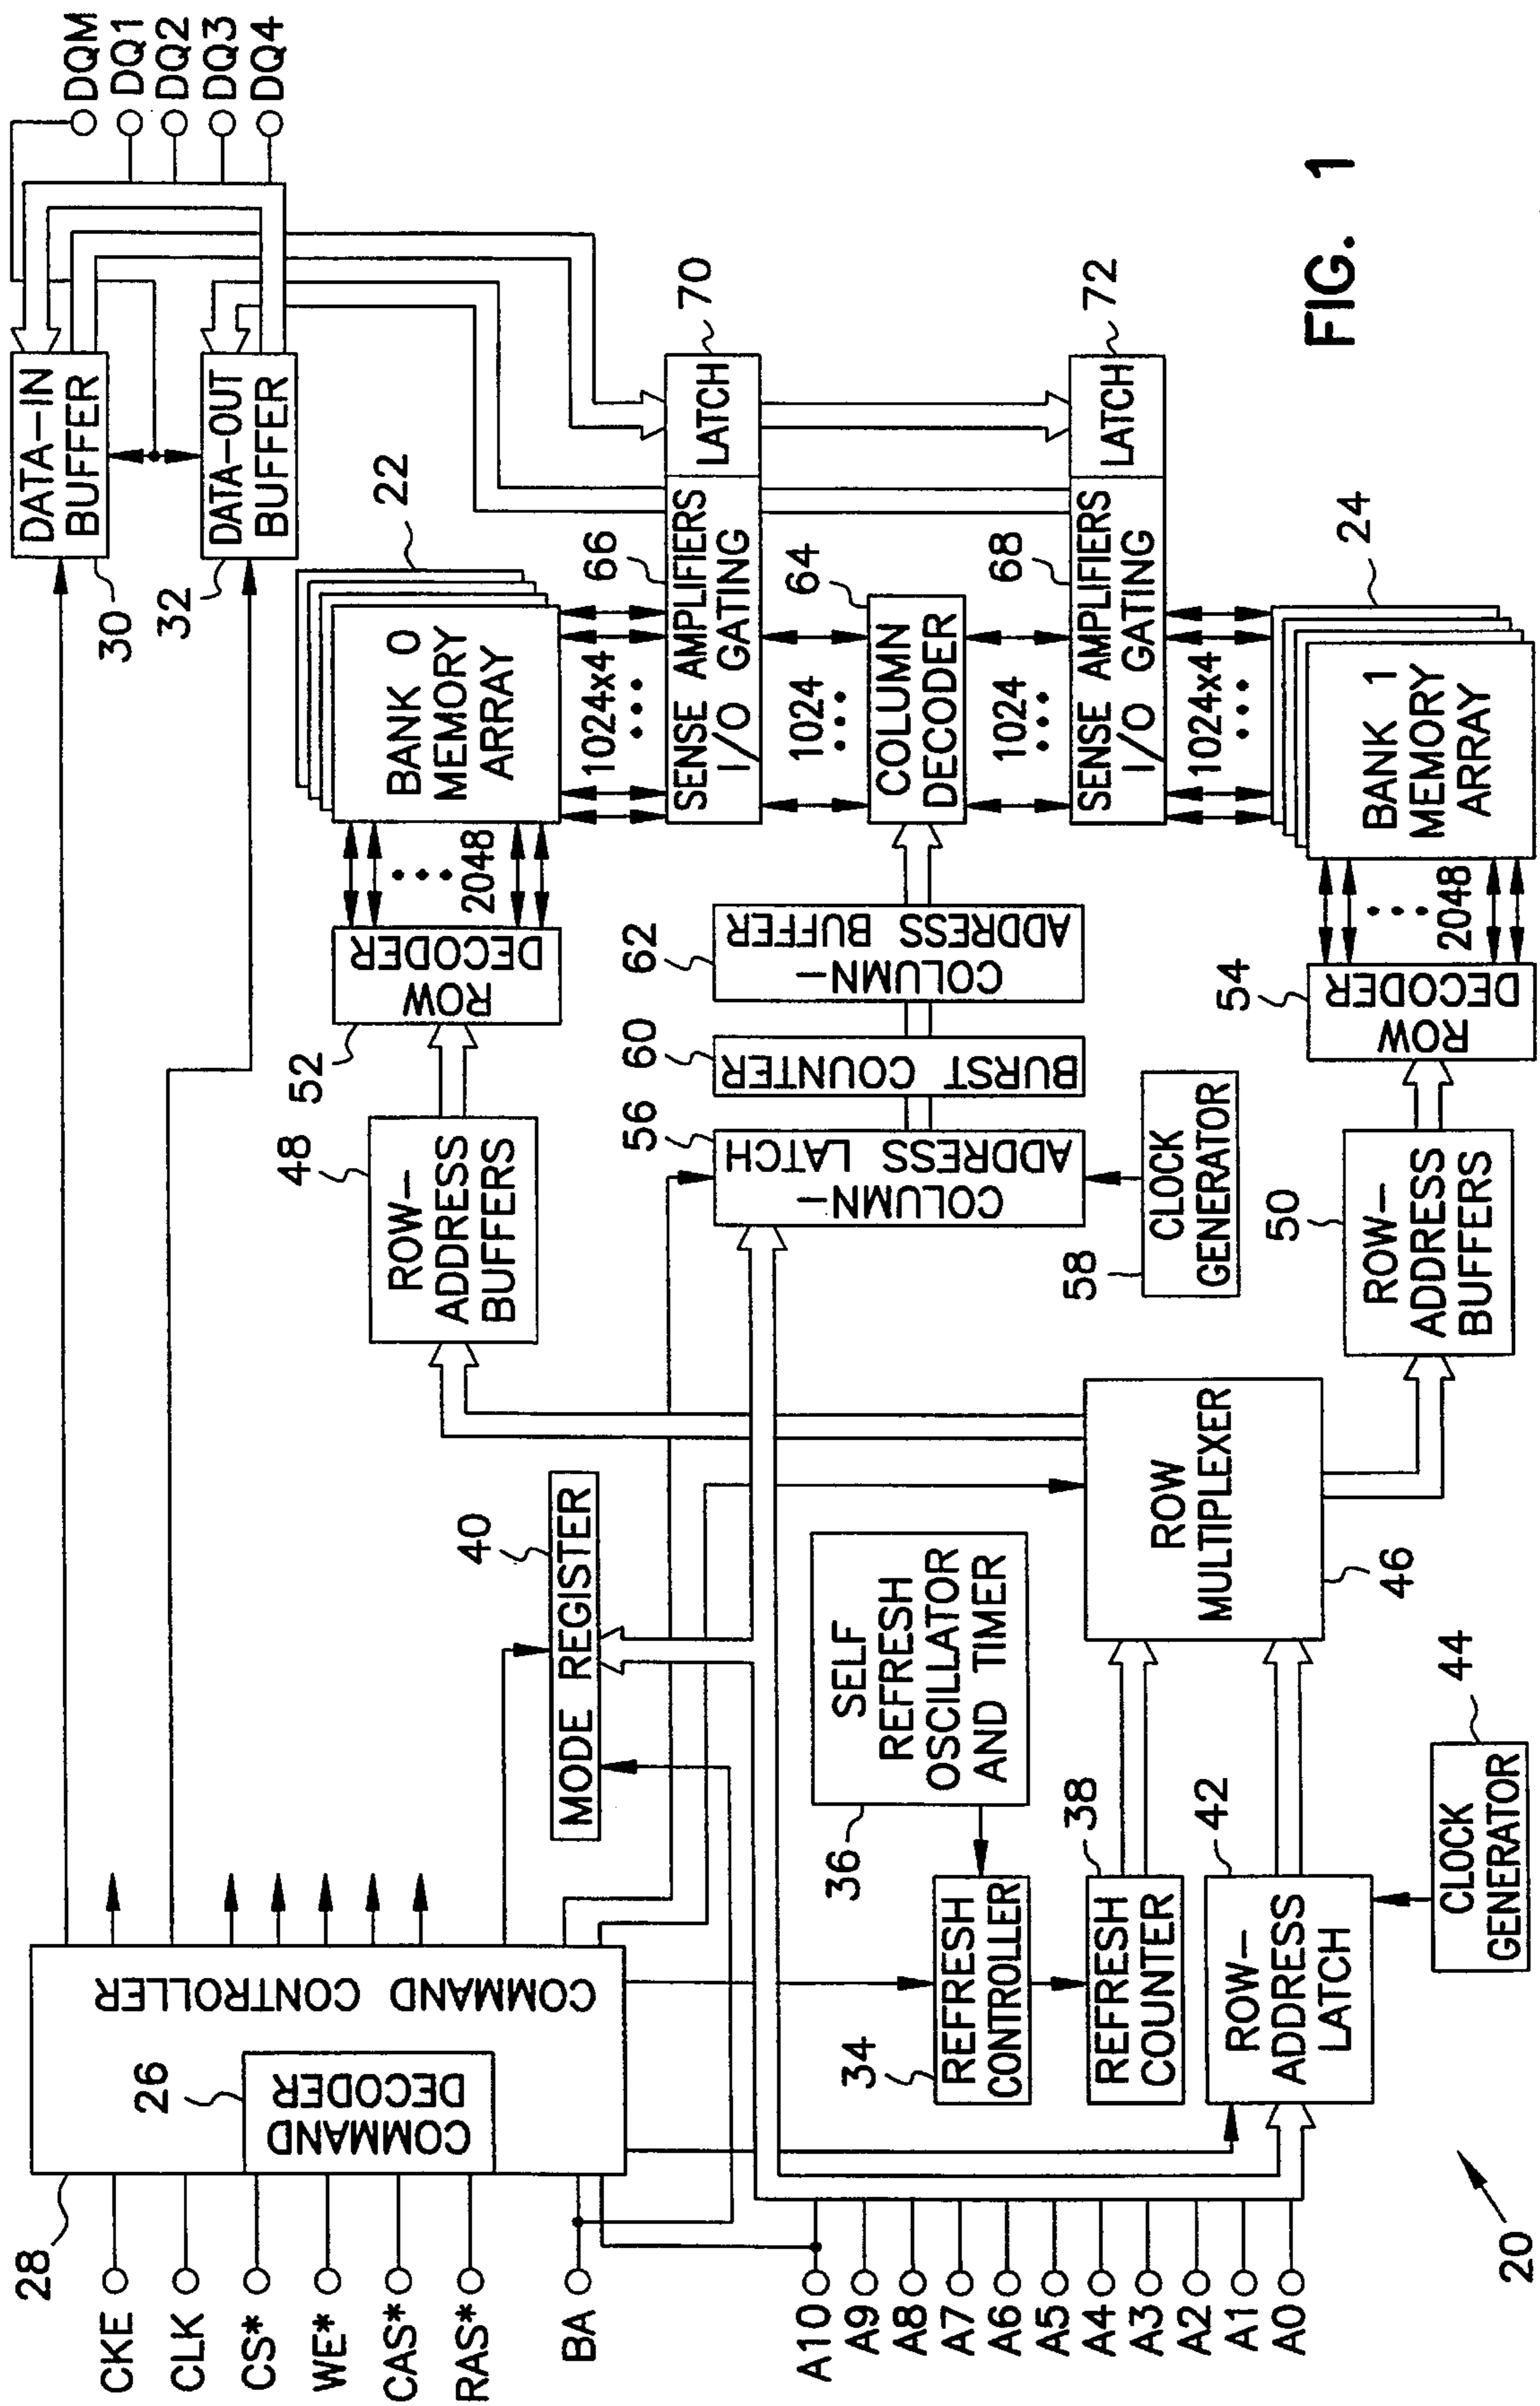 28
CKE
CLK
CS*
WE*
CAS*
RAS*
BA
A10
A9
A8
A7
A6
A5
A4
A3
A2
A1
A0
20
COMMAND CONTROLLER
26
COMMAND
DECODER
34
REFRESH
CONTROLLER
36
SELF
REFRESH
OSCILLATOR
AND TIMER
38
REFRESH
COUNTER
42
ROW-
ADDRESS
LATCH
44
CLOCK
GENERATOR
40
MODE REGISTER
ROW
MULTIPLEXER
46
48
ROW-
ADDRESS
BUFFERS
50
ROW-
ADDRESS
BUFFERS
52
ROW
DECODER
54
ROW
DECODER
56
COLUMN-
ADDRESS LATCH
58
CLOCK
GENERATOR
60
BURST COUNTER
62
COLUMN-
ADDRESS BUFFER
2048
2048
22
BANK 0
MEMORY
ARRAY
1024x4
66
SENSE AMPLIFIERS
I/O GATING
LATCH
70
1024
64
COLUMN
DECODER
1024
68
SENSE AMPLIFIERS
I/O GATING
LATCH
72
1024x4
24
BANK 1
MEMORY
ARRAY
30
DATA-IN
BUFFER
32
DATA-OUT
BUFFER
DQM
DQ1
DQ2
DQ3
DQ4
FIG. 1